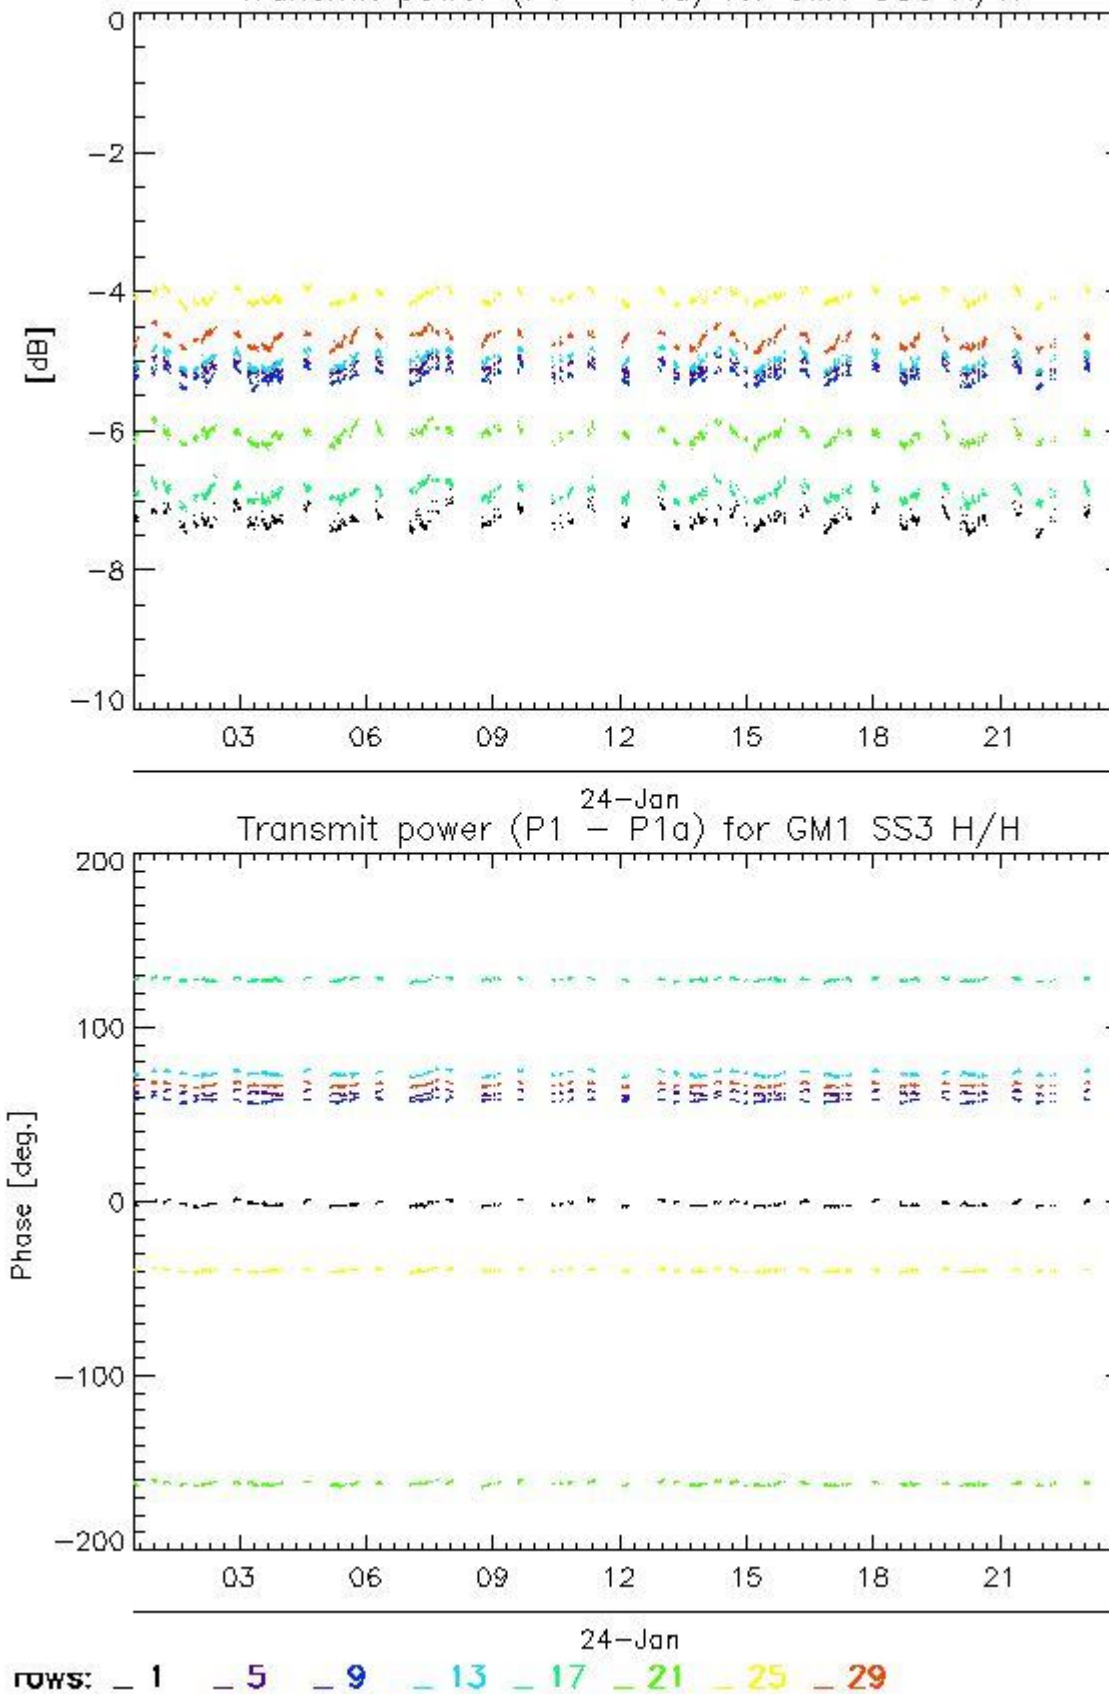 0
−2
−4
[dB]
−6
−8
−10
03 06 09 12 15 18 21
24−Jan
Transmit power (P1 − P1a) for GM1 SS3 H/H
200
100
0
Phase [deg.]
−100
−200
03 06 09 12 15 18 21
24−Jan
rows: _ 1 _ 5 _ 9 _ 13 _ 17 _ 21 _ 25 _ 29